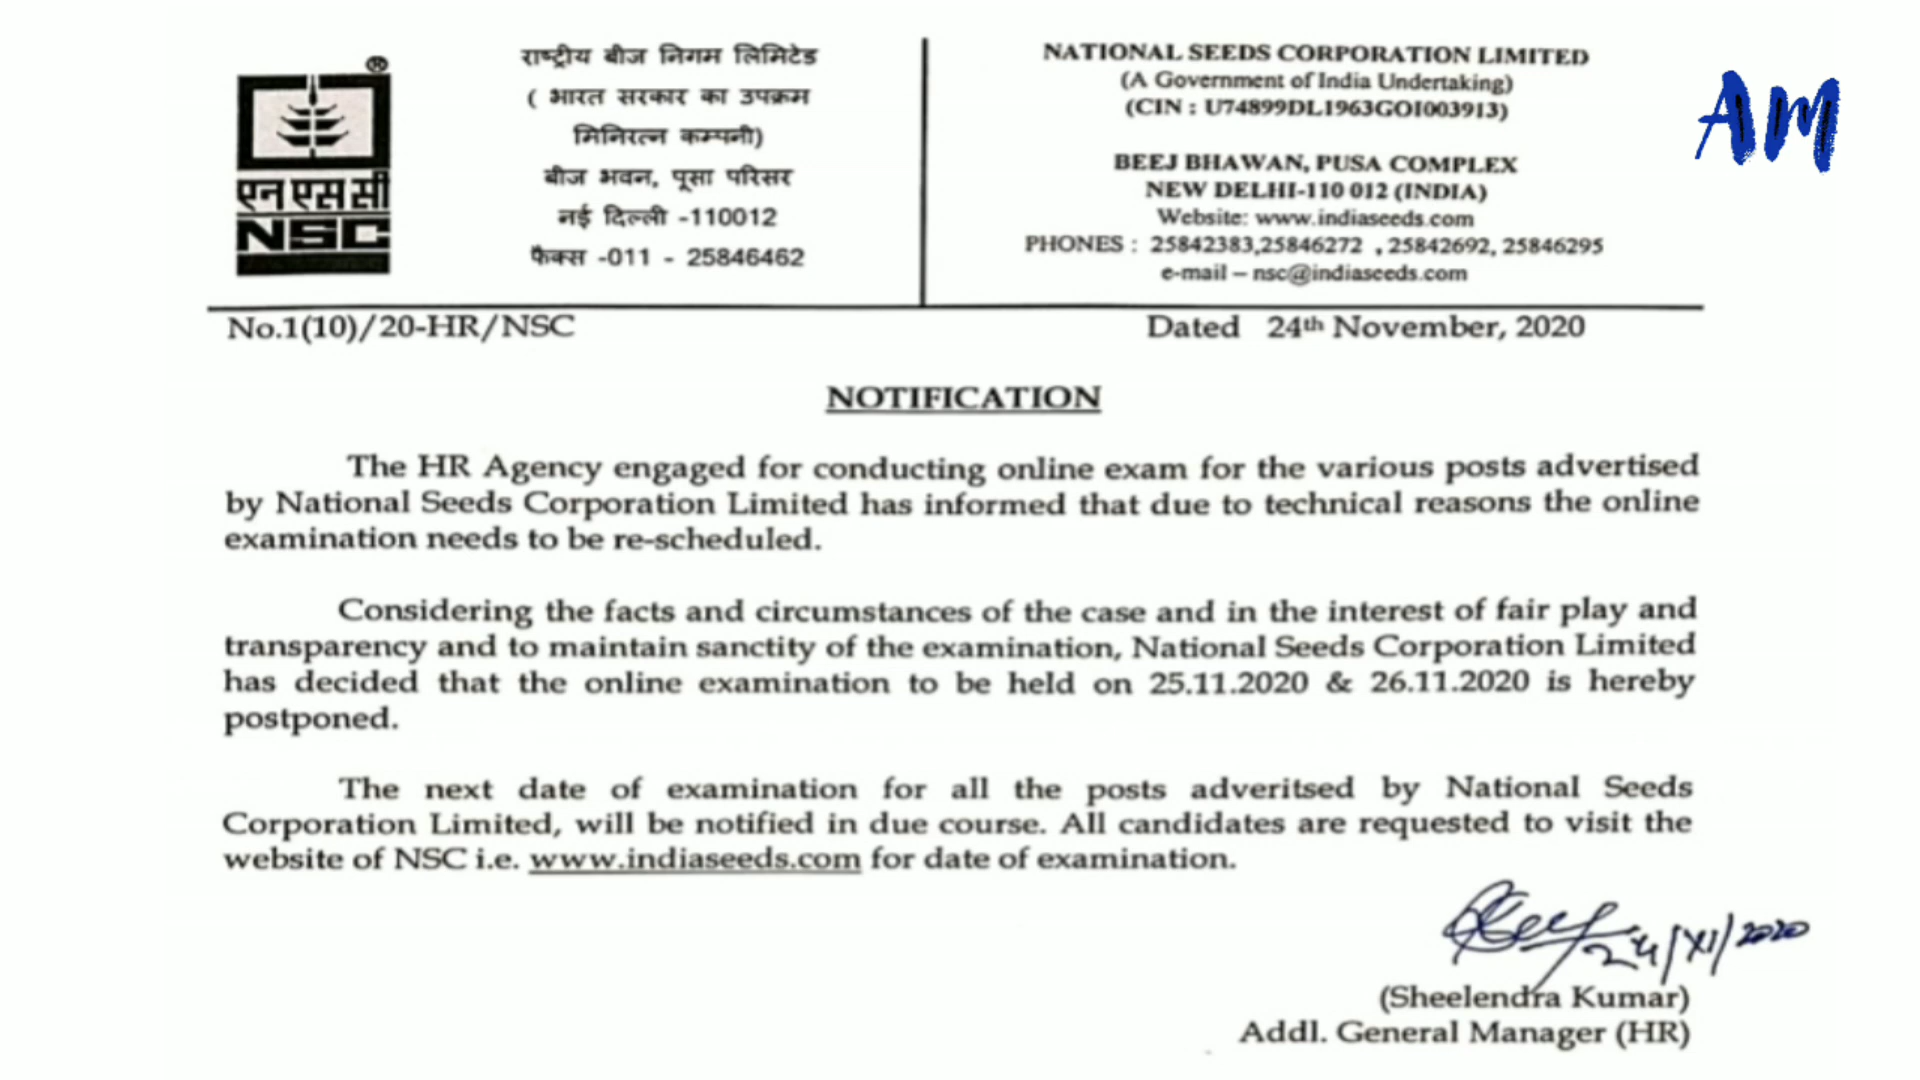 ®
एन एस सी
NSC
राष्ट्रीय बीज निगम लिमिटेड
( भारत सरकार का उपक्रम
मिनिरत्न कम्पनी)
बीज भवन, पूसा परिसर
नई दिल्ली -110012
फैक्स -011 - 25846462
NATIONAL SEEDS CORPORATION LIMITED
(A Government of India Undertaking)
(CIN : U74899DL1963GOI003913)
BEEJ BHAWAN, PUSA COMPLEX
NEW DELHI-110 012 (INDIA)
Website: www.indiaseeds.com
PHONES : 25842383,25846272 , 25842692, 25846295
e-mail – nsc@indiaseeds.com
AM
No.1(10)/20-HR/NSC
Dated 24th November, 2020
NOTIFICATION
The HR Agency engaged for conducting online exam for the various posts advertised
by National Seeds Corporation Limited has informed that due to technical reasons the online
examination needs to be re-scheduled.
Considering the facts and circumstances of the case and in the interest of fair play and
transparency and to maintain sanctity of the examination, National Seeds Corporation Limited
has decided that the online examination to be held on 25.11.2020 & 26.11.2020 is hereby
postponed.
The next date of examination for all the posts adveritsed by National Seeds
Corporation Limited, will be notified in due course. All candidates are requested to visit the
website of NSC i.e. www.indiaseeds.com for date of examination.
24/XI/2020
(Sheelendra Kumar)
Addl. General Manager (HR)